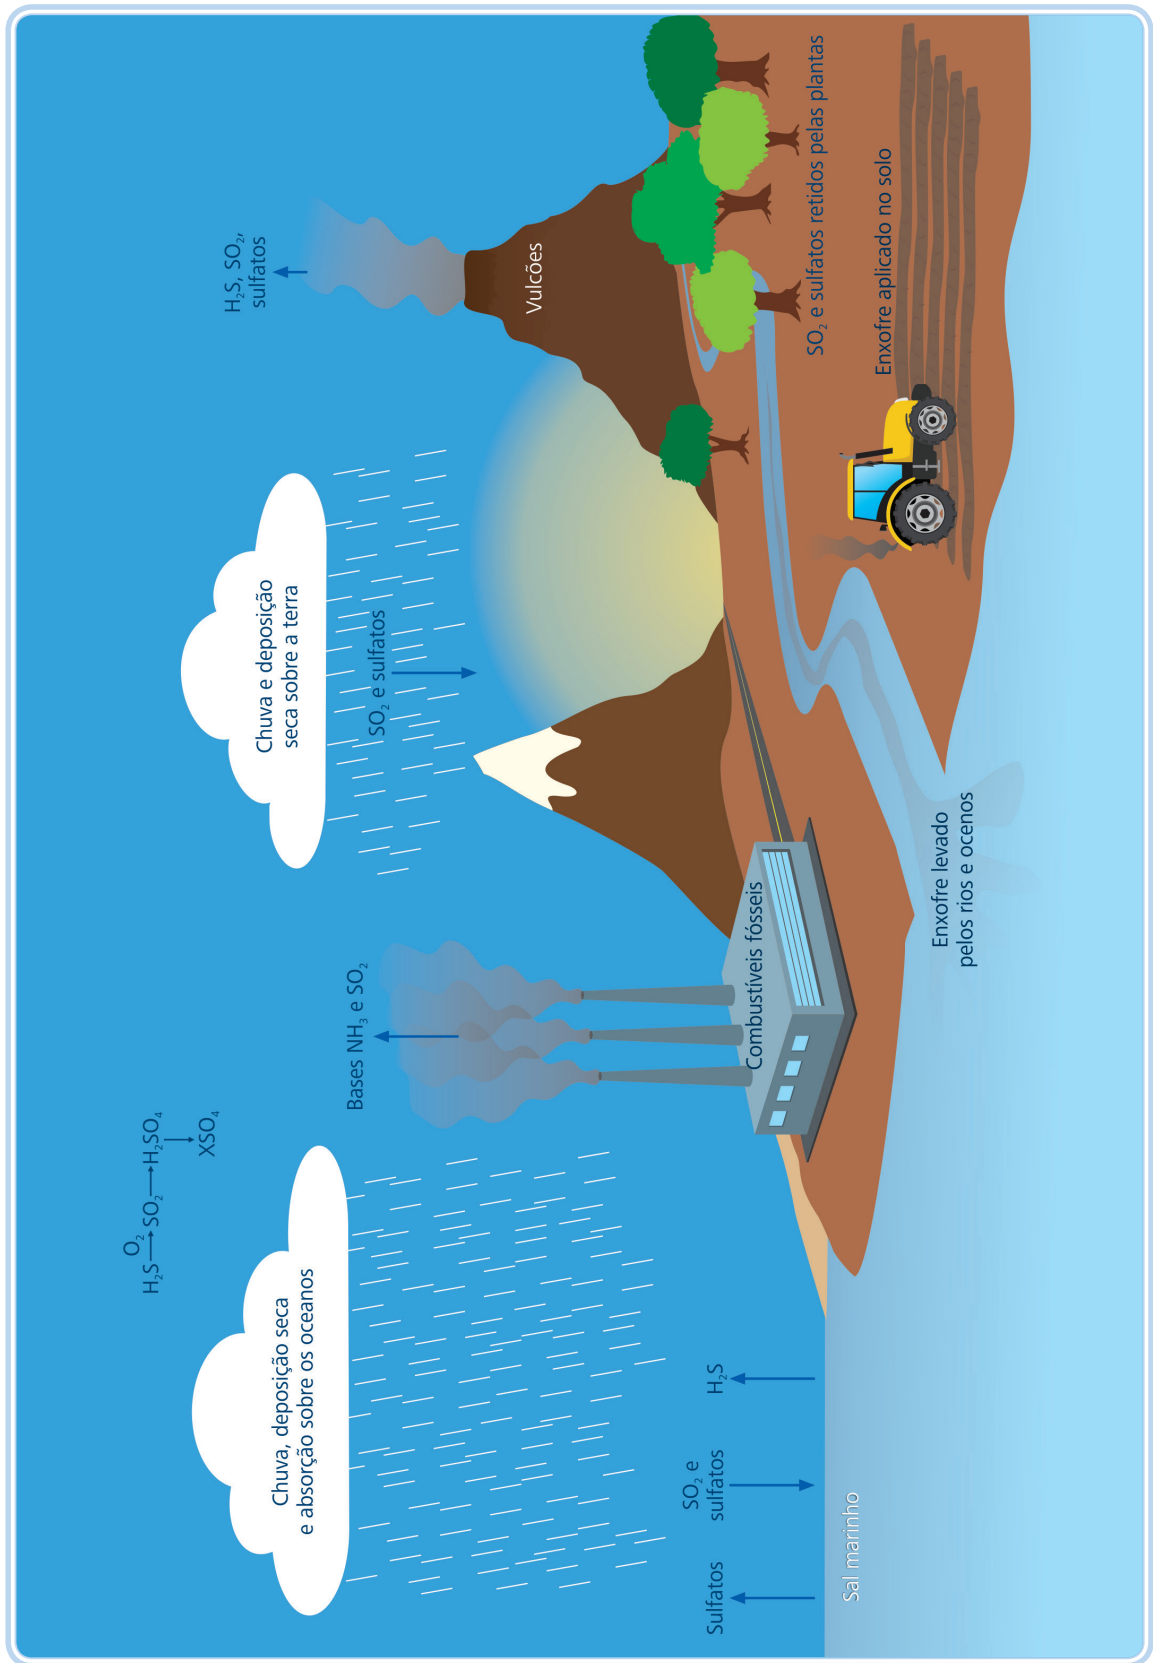 H₂S → O₂ → SO₂ → H₂SO₄
↓
XSO₄
Chuva, deposição seca
e absorção sobre os oceanos
Chuva e deposição
seca sobre a terra
SO₂ e sulfatos
H₂S, SO₂,
sulfatos
Vulcões
Bases NH₃ e SO₂
Combustíveis fósseis
Sulfatos
SO₂ e
sulfatos
H₂S
Sal marinho
SO₂ e sulfatos retidos pelas plantas
Enxofre aplicado no solo
Enxofre levado
pelos rios e ocenos